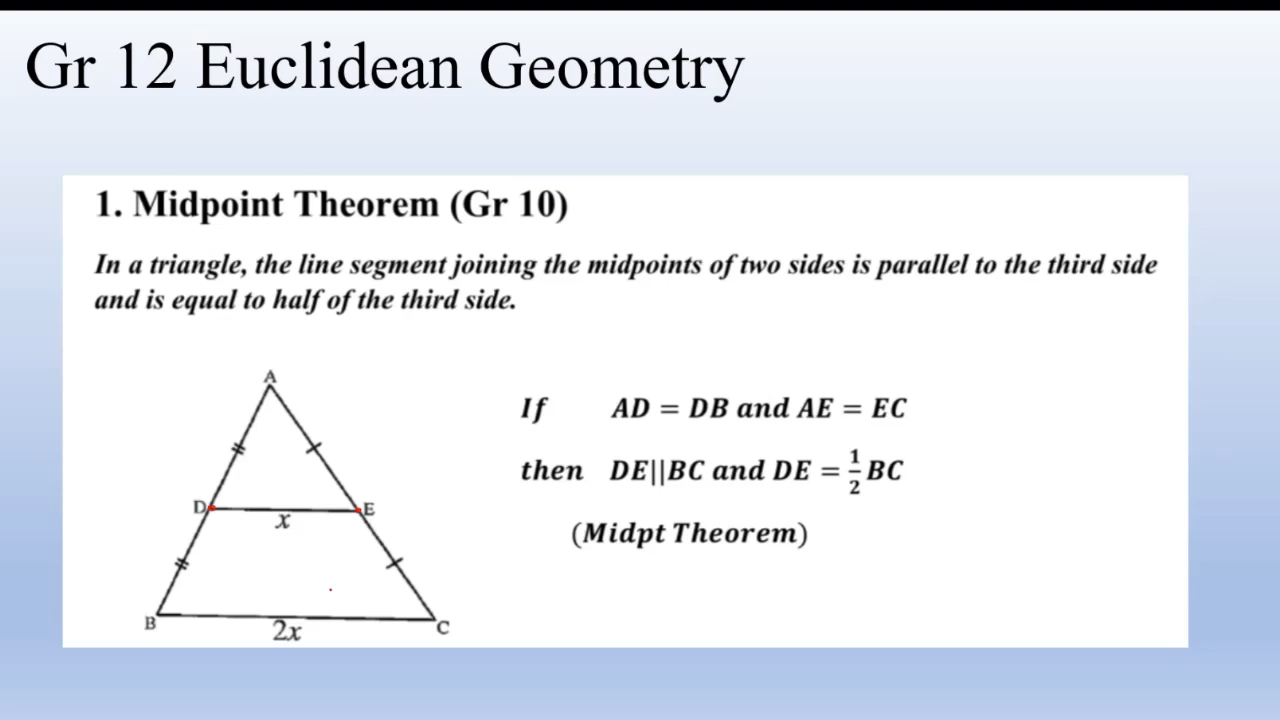 Gr 12 Euclidean Geometry
1. Midpoint Theorem (Gr 10)
In a triangle, the line segment joining the midpoints of two sides is parallel to the third side
and is equal to half of the third side.
A
If AD = DB and AE = EC
then DE||BC and DE = 1/2 BC
D E
x
(Midpt Theorem)
B C
2x